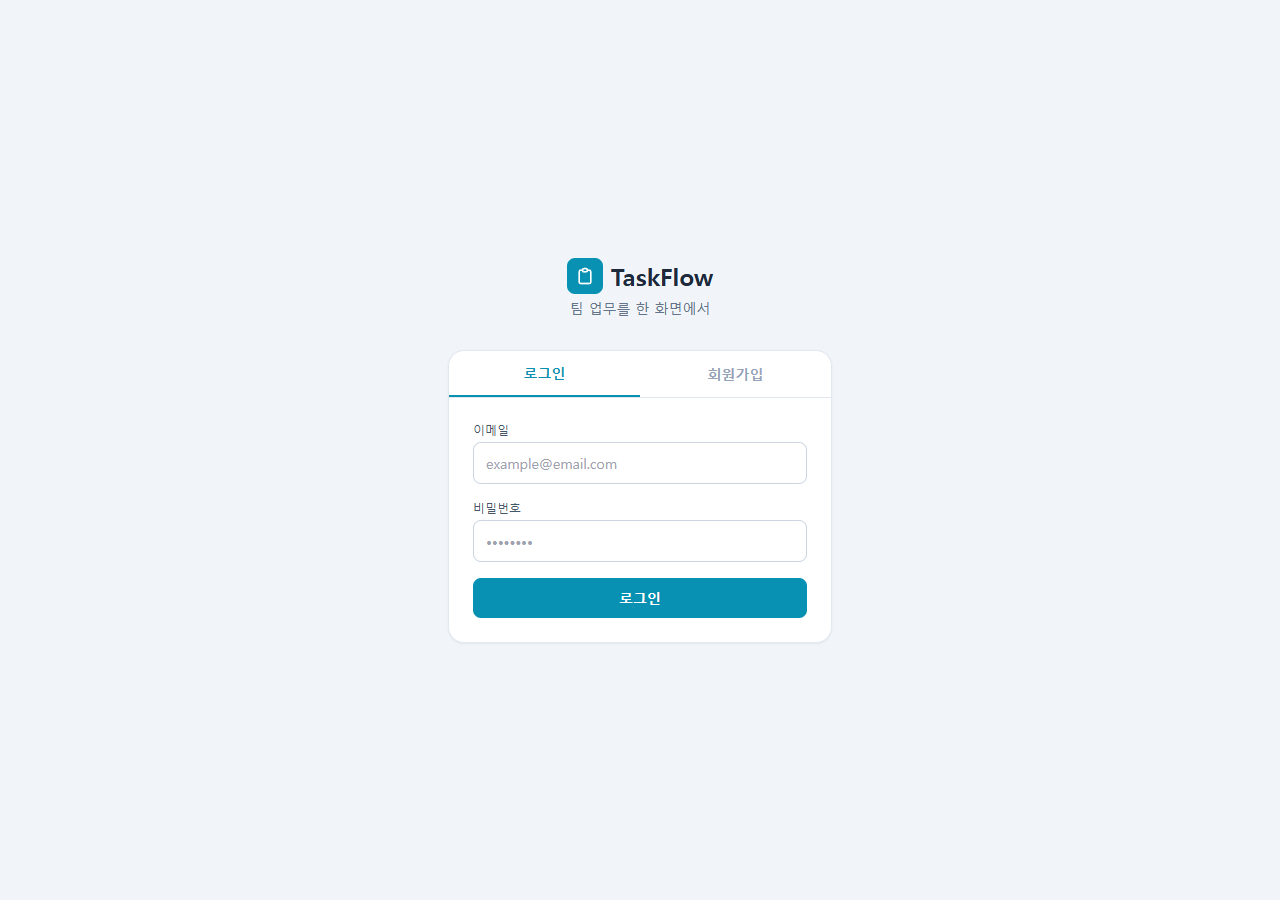 TaskFlow
팀 업무를 한 화면에서
로그인 회원가입
이메일
example@email.com
비밀번호
••••••••
로그인